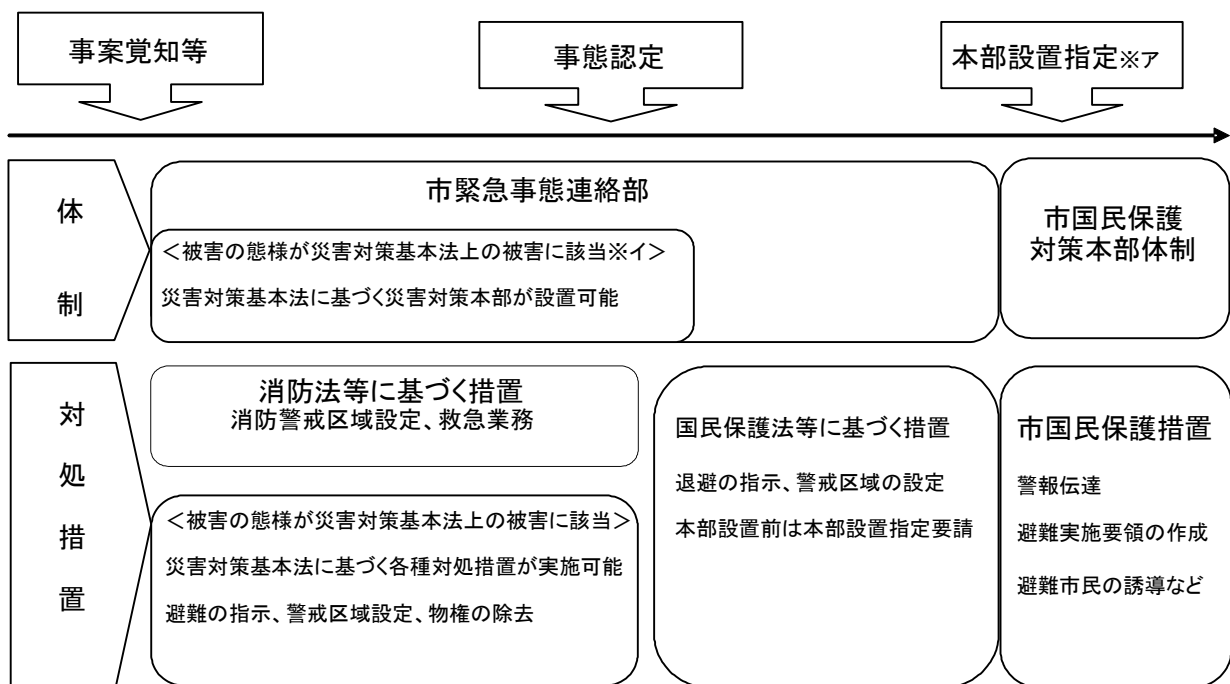 事案覚知等
事態認定
本部設置指定※ア
体制
市緊急事態連絡部
<被害の態様が災害対策基本法上の被害に該当※イ>
災害対策基本法に基づく災害対策本部が設置可能
市国民保護
対策本部体制
対処措置
消防法等に基づく措置
消防警戒区域設定、救急業務
<被害の態様が災害対策基本法上の被害に該当>
災害対策基本法に基づく各種対処措置が実施可能
避難の指示、警戒区域設定、物権の除去
国民保護法等に基づく措置
退避の指示、警戒区域の設定
本部設置前は本部設置指定要請
市国民保護措置
警報伝達
避難実施要領の作成
避難市民の誘導など